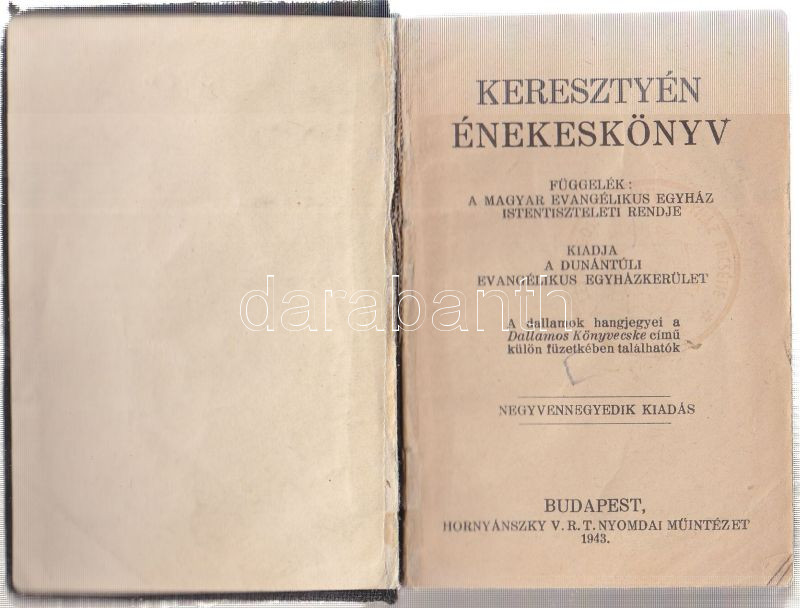 KERESZTYÉN
ÉNEKESKÖNYV
FÜGGELÉK:
A MAGYAR EVANGÉLIKUS EGYHÁZ
ISTENTISZTELETI RENDJE
KIADJA
A DUNÁNTÚLI
EVANGÉLIKUS EGYHÁZKERÜLET
A dallamok hangjegyei a
Dallamos Könyvecske című
külön füzetkében találhatók
NEGYVENNEGYEDIK KIADÁS
BUDAPEST,
HORNYÁNSZKY V. R. T. NYOMDAI MŰINTÉZET
1943.
darabanth